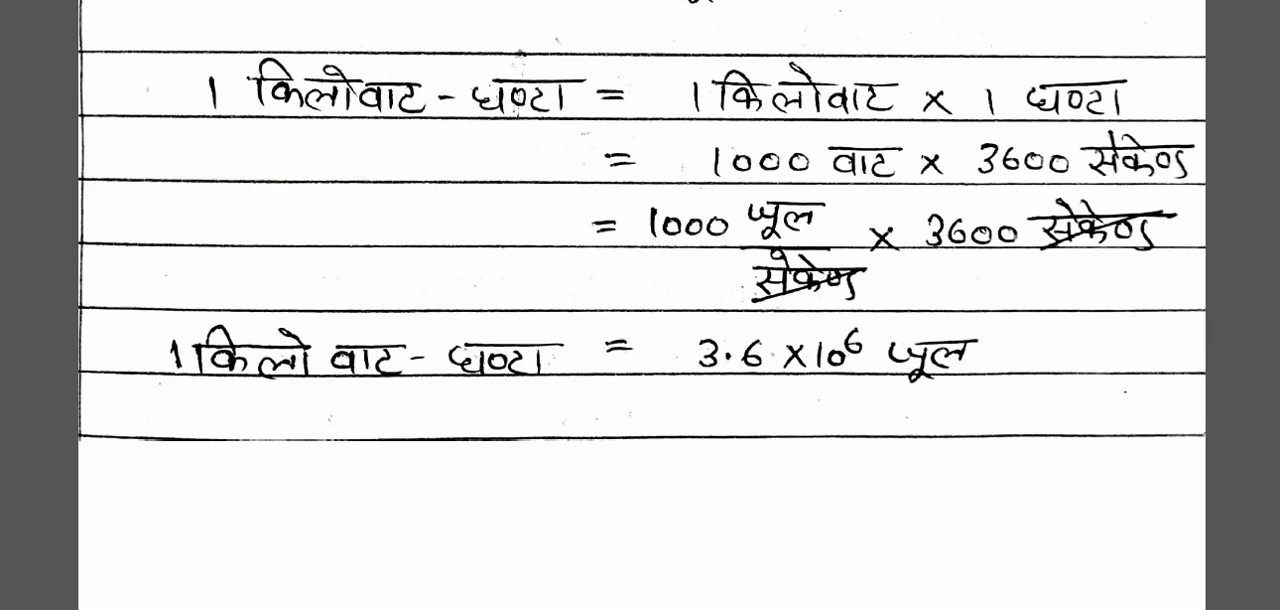 1 किलोवाट - घण्टा = 1 किलोवाट × 1 घण्टा
= 1000 वाट × 3600 सेकेण्ड
= 1000 जूल/सेकेण्ड × 3600 सेकेण्ड
1 किलो वाट - घण्टा = 3.6 × 10⁶ जूल